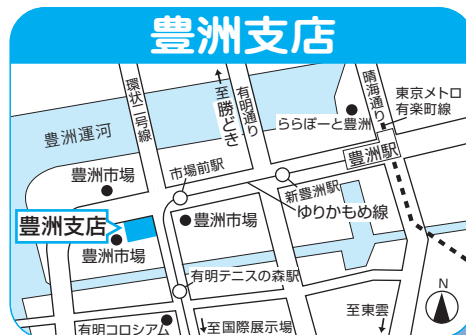 豊洲支店
環状二号線
↑至勝どき
有明通り
晴海通り
東京メトロ
有楽町線
ららぽーと豊洲
豊洲運河
豊洲駅
市場前駅
豊洲市場
新豊洲駅
ゆりかもめ線
豊洲支店
豊洲市場
豊洲市場
有明テニスの森駅
N
有明コロシアム
↓至国際展示場
至東雲